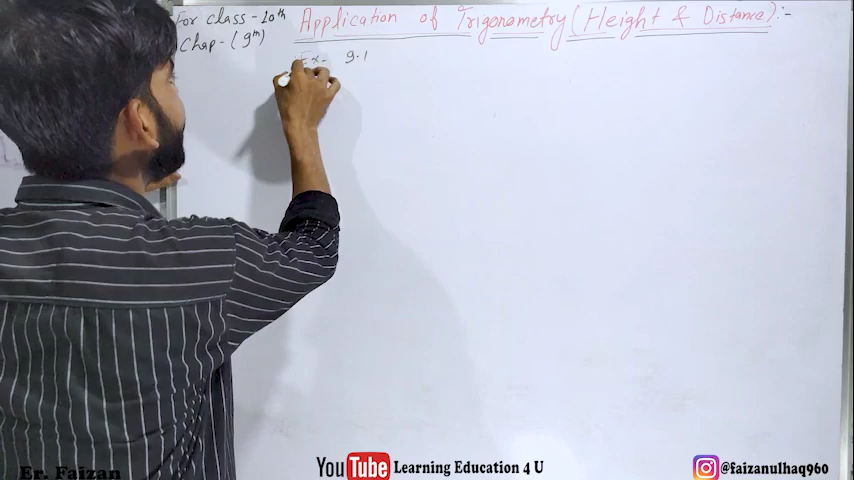 For Class - 10th Application of Trigonometry (Height & Distance) :-
Chap - (9th)
Ex- 9.1
Er. Faizan
YouTube Learning Education 4 U
@faizanulhaq960